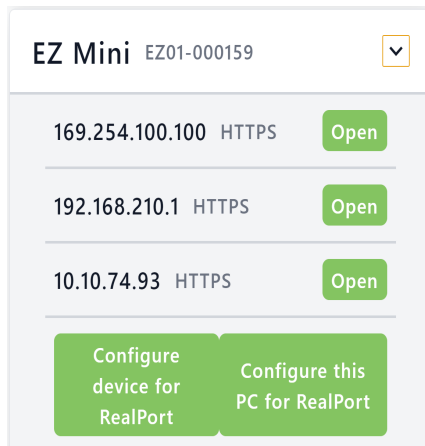 EZ Mini EZ01-000159
169.254.100.100 HTTPS Open
192.168.210.1 HTTPS Open
10.10.74.93 HTTPS Open
Configure
device for
RealPort
Configure this
PC for RealPort